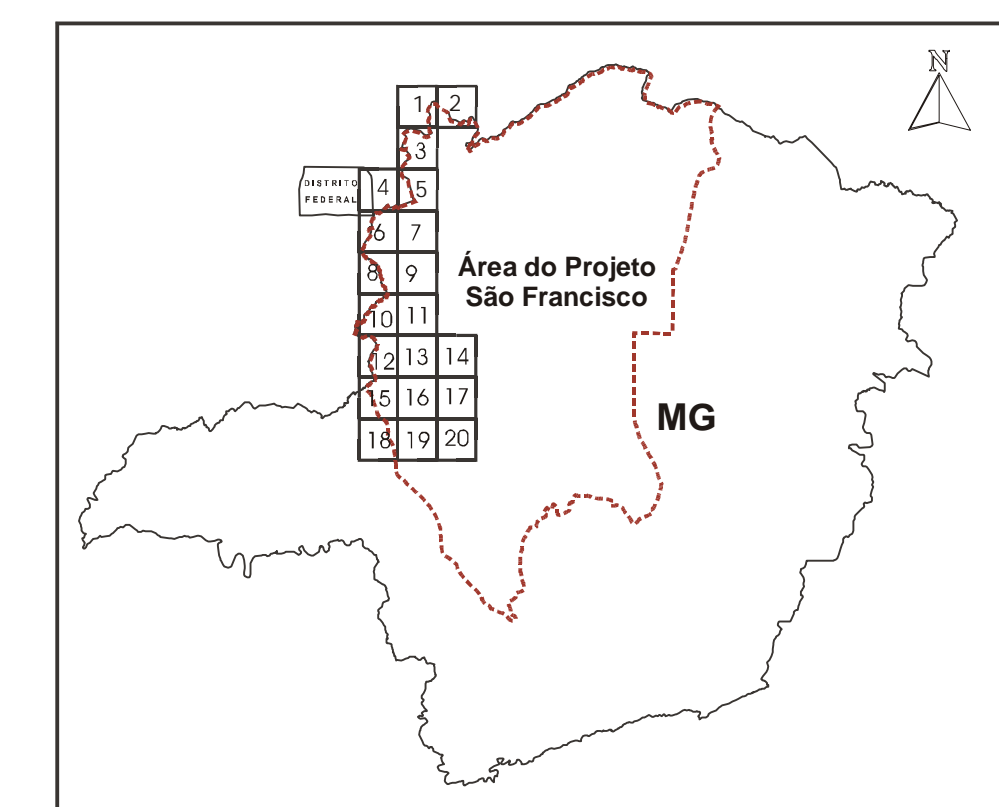 N
1 2
3
DISTRITO
FEDERAL
4 5
6 7
8 9
10 11
12 13 14
15 16 17
18 19 20
Área do Projeto
São Francisco
MG